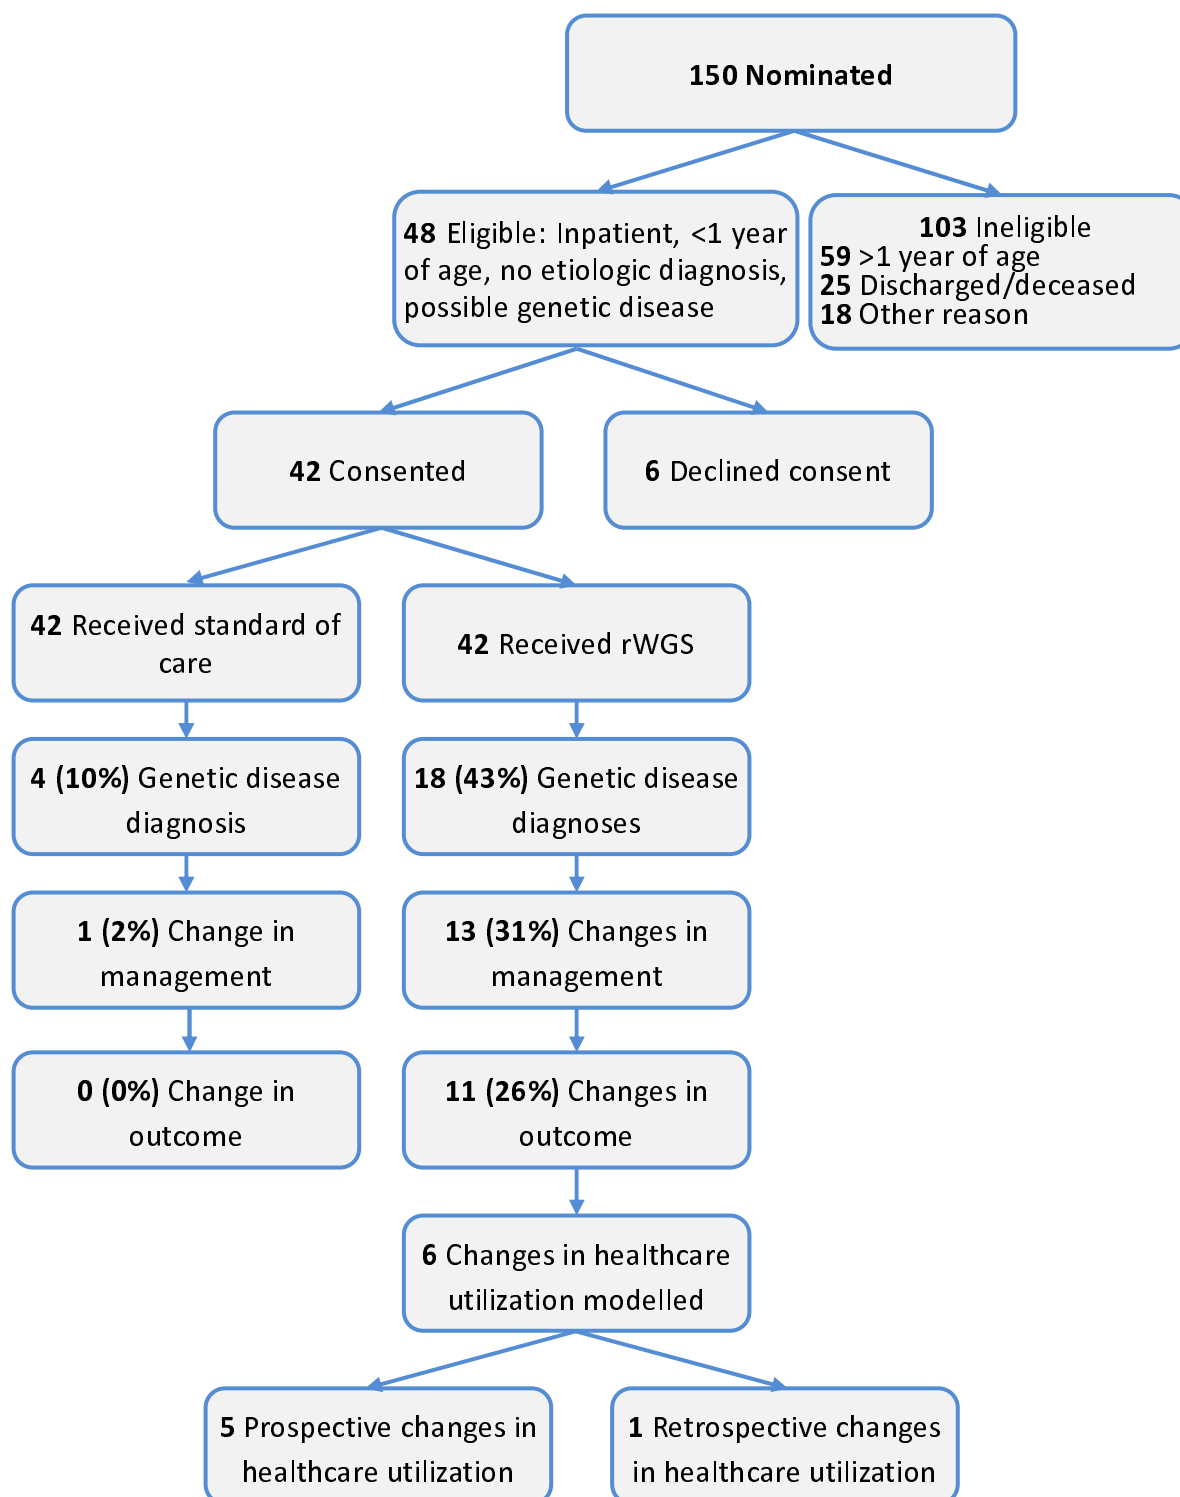 150 Nominated
48 Eligible: Inpatient, <1 year
of age, no etiologic diagnosis,
possible genetic disease
103 Ineligible
59 >1 year of age
25 Discharged/deceased
18 Other reason
42 Consented
6 Declined consent
42 Received standard of
care
42 Received rWGS
4 (10%) Genetic disease
diagnosis
18 (43%) Genetic disease
diagnoses
1 (2%) Change in
management
13 (31%) Changes in
management
0 (0%) Change in
outcome
11 (26%) Changes in
outcome
6 Changes in healthcare
utilization modelled
5 Prospective changes in
healthcare utilization
1 Retrospective changes
in healthcare utilization